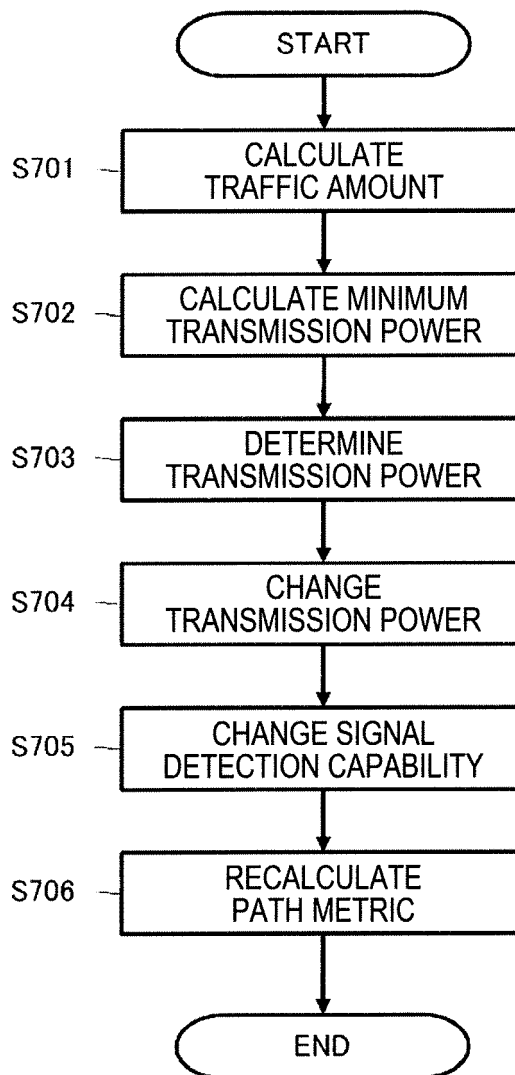 START
S701
CALCULATE
TRAFFIC AMOUNT
S702
CALCULATE MINIMUM
TRANSMISSION POWER
S703
DETERMINE
TRANSMISSION POWER
S704
CHANGE
TRANSMISSION POWER
S705
CHANGE SIGNAL
DETECTION CAPABILITY
S706
RECALCULATE
PATH METRIC
END